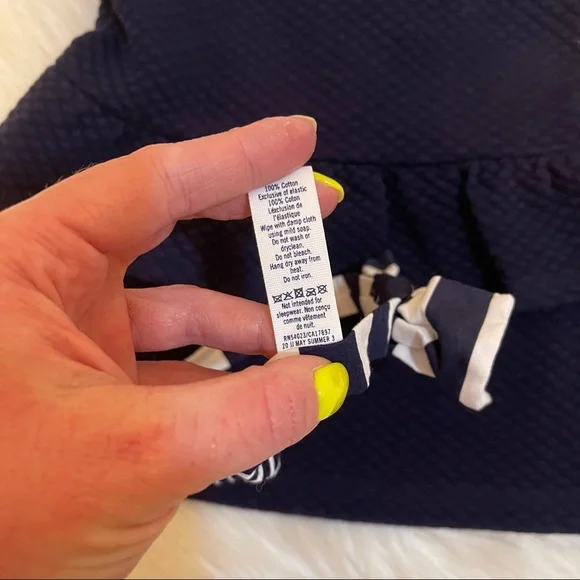 100% Cotton
Exclusive of elastic
100% Coton
L'exclusion de
l'élastique
Wipe with damp cloth
using mild soap.
Do not wash or
dryclean.
Do not bleach.
Hang dry away from
heat.
Do not iron.
Not intended for
sleepwear. Non conçu
comme vêtement
de nuit.
RN54023/CA17897
20 II MAY SUMMER 3